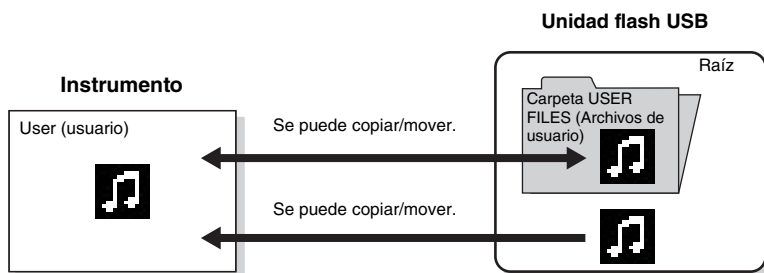 Unidad flash USB
Raíz
Instrumento
Carpeta USER
FILES (Archivos de
usuario)
User (usuario)
Se puede copiar/mover.
Se puede copiar/mover.